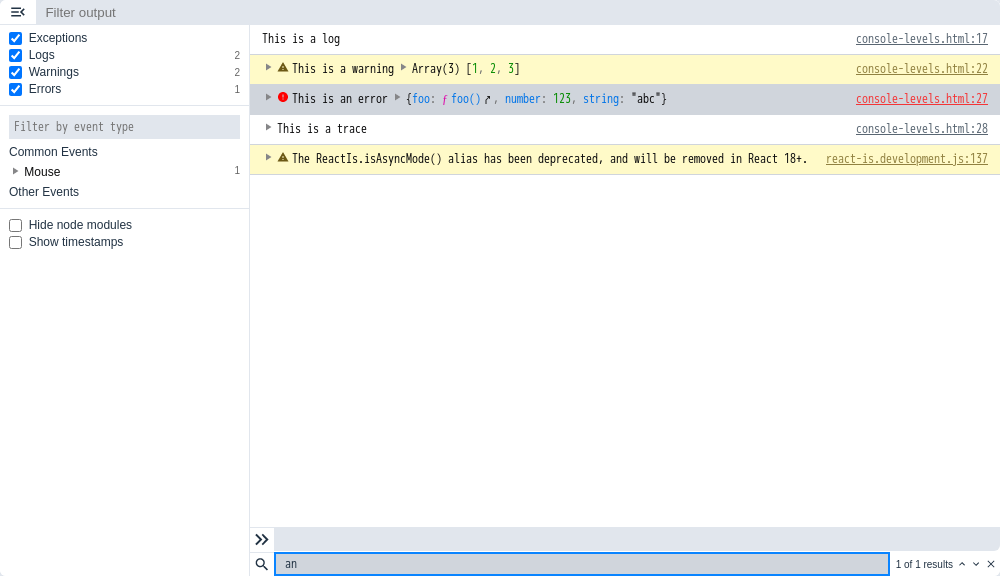 Filter output
Exceptions
Logs 2
Warnings 2
Errors 1
Filter by event type
Common Events
Mouse 1
Other Events
Hide node modules
Show timestamps
This is a log console-levels.html:17
This is a warning Array(3) [1, 2, 3] console-levels.html:22
This is an error {foo: ƒ foo(), number: 123, string: "abc"} console-levels.html:27
This is a trace console-levels.html:28
The ReactIs.isAsyncMode() alias has been deprecated, and will be removed in React 18+. react-is.development.js:137
an
1 of 1 results